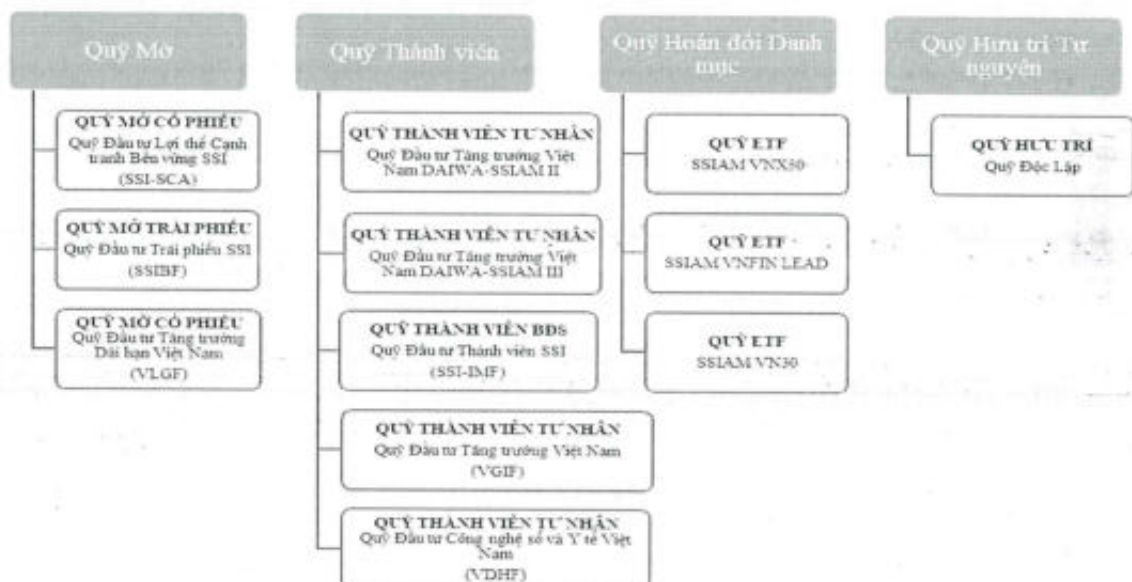 Quỹ Mở
QUỸ MỞ CỔ PHIẾU
Quỹ Đầu tư Lợi thế Cạnh
tranh Bền vững SSI
(SSI-SCA)
QUỸ MỞ TRÁI PHIẾU
Quỹ Đầu tư Trái phiếu SSI
(SSIBF)
QUỸ MỞ CỔ PHIẾU
Quỹ Đầu tư Tăng trưởng
Dài hạn Việt Nam
(VLGF)
Quỹ Thành viên
QUỸ THÀNH VIÊN TƯ NHÂN
Quỹ Đầu tư Tăng trưởng Việt
Nam DAIWA-SSIAM II
QUỸ THÀNH VIÊN TƯ NHÂN
Quỹ Đầu tư Tăng trưởng Việt
Nam DAIWA-SSIAM III
QUỸ THÀNH VIÊN BĐS
Quỹ Đầu tư Thành viên SSI
(SSI-IMF)
QUỸ THÀNH VIÊN TƯ NHÂN
Quỹ Đầu tư Tăng trưởng Việt Nam
(VGIF)
QUỸ THÀNH VIÊN TƯ NHÂN
Quỹ Đầu tư Công nghệ số và Y tế Việt
Nam
(VDHF)
Quỹ Hoán đổi Danh
mục
QUỸ ETF
SSIAM VNX50
QUỸ ETF
SSIAM VNFIN LEAD
QUỸ ETF
SSIAM VN30
Quỹ Hưu trí Tự
nguyện
QUỸ HƯU TRÍ
Quỹ Độc Lập